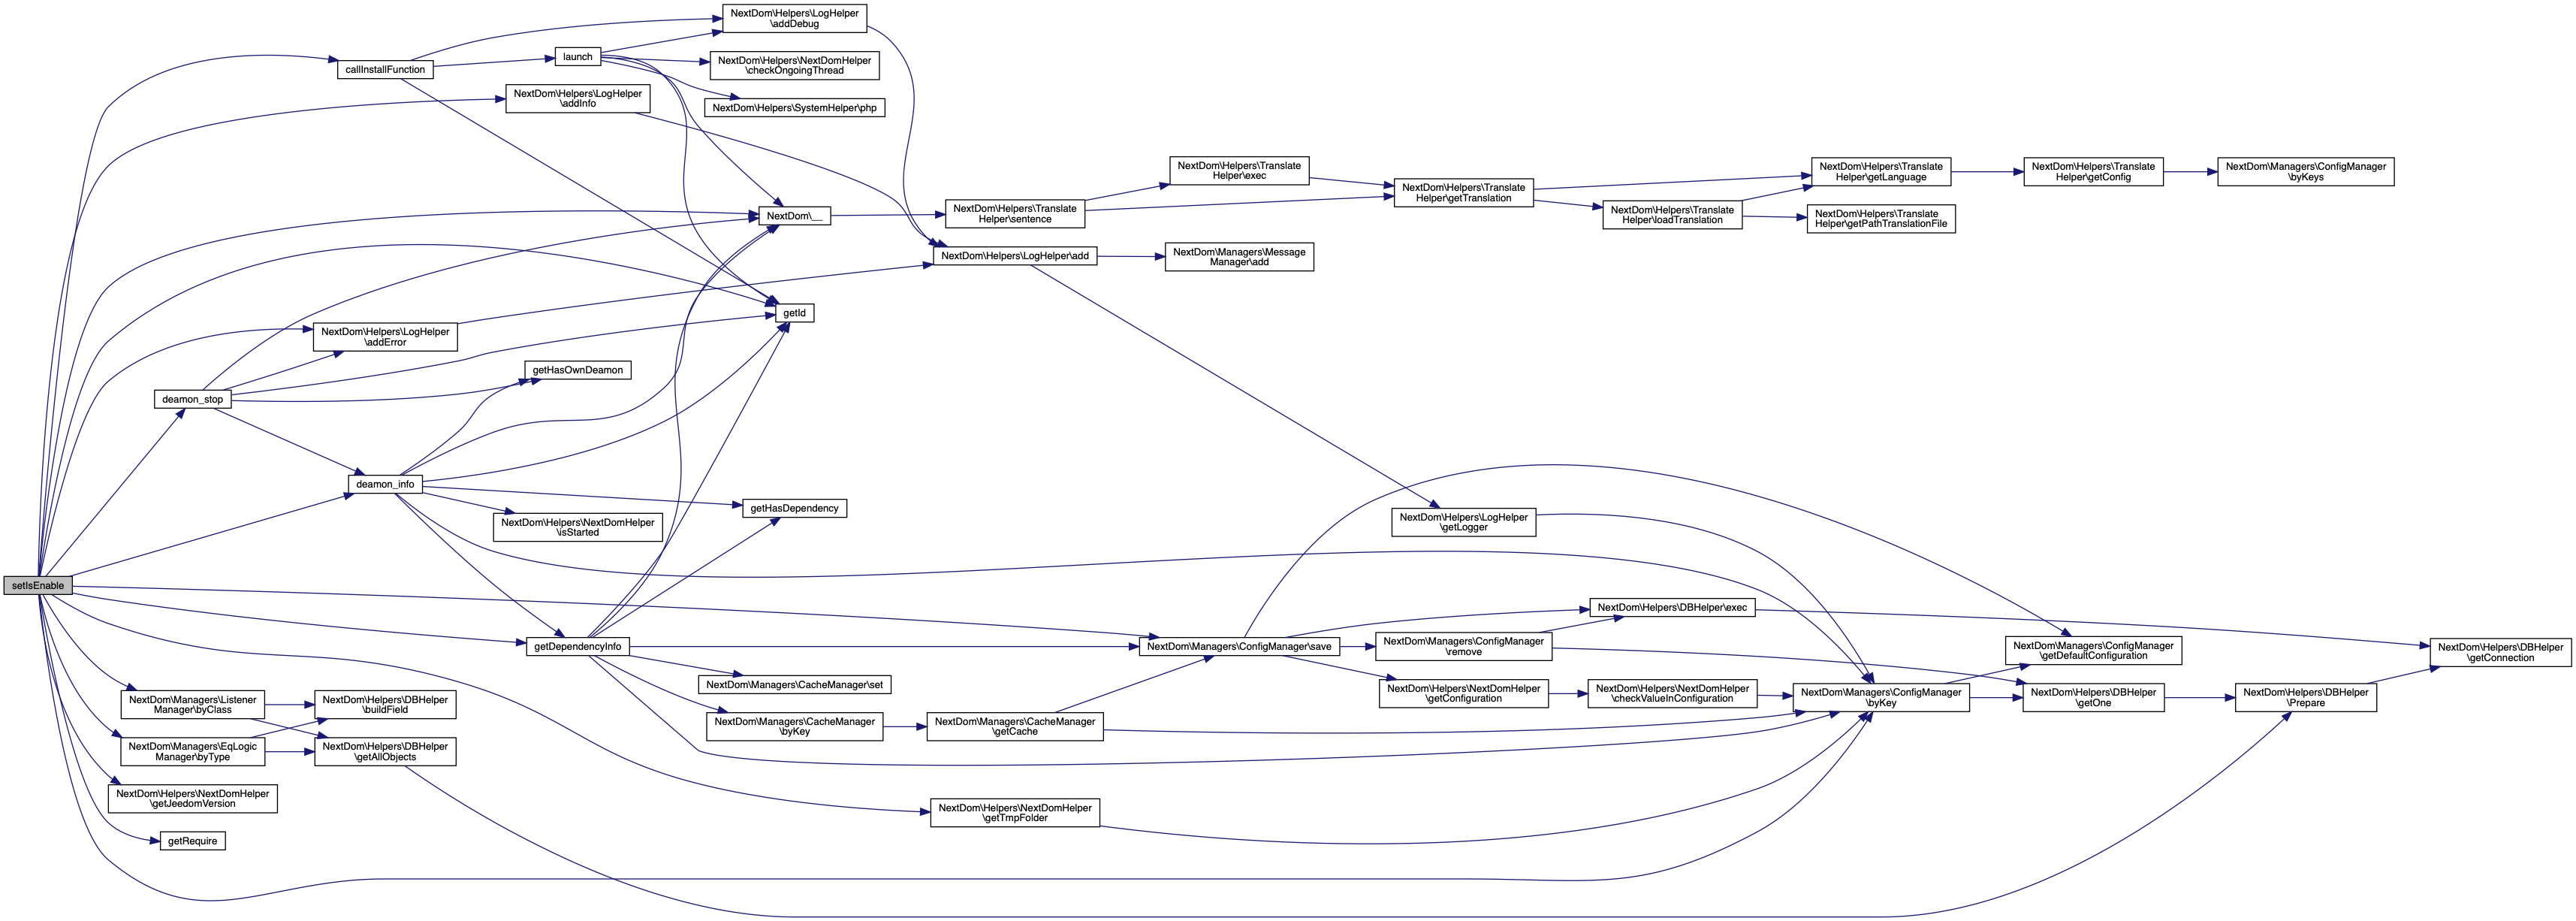 NextDom\Helpers\LogHelper
\addDebug
launch
callInstallFunction
NextDom\Helpers\NextDomHelper
\checkOngoingThread
NextDom\Helpers\LogHelper
\addInfo
NextDom\Helpers\SystemHelper\php
NextDom\Helpers\Translate
Helper\exec
NextDom\Helpers\Translate
Helper\getTranslation
NextDom\Helpers\Translate
Helper\getLanguage
NextDom\Helpers\Translate
Helper\getConfig
NextDom\Managers\ConfigManager
\byKeys
NextDom\__
NextDom\Helpers\Translate
Helper\sentence
NextDom\Helpers\Translate
Helper\loadTranslation
NextDom\Helpers\Translate
Helper\getPathTranslationFile
NextDom\Helpers\LogHelper\add
NextDom\Managers\Message
Manager\add
getId
NextDom\Helpers\LogHelper
\addError
getHasOwnDeamon
deamon_stop
deamon_info
getHasDependency
NextDom\Helpers\NextDomHelper
\isStarted
NextDom\Helpers\LogHelper
\getLogger
setIsEnable
getDependencyInfo
NextDom\Managers\ConfigManager\save
NextDom\Helpers\DBHelper\exec
NextDom\Managers\ConfigManager
\remove
NextDom\Managers\ConfigManager
\getDefaultConfiguration
NextDom\Helpers\DBHelper
\getConnection
NextDom\Managers\CacheManager\set
NextDom\Helpers\NextDomHelper
\getConfiguration
NextDom\Helpers\NextDomHelper
\checkValueInConfiguration
NextDom\Managers\ConfigManager
\byKey
NextDom\Helpers\DBHelper
\getOne
NextDom\Helpers\DBHelper
\Prepare
NextDom\Managers\Listener
Manager\byClass
NextDom\Helpers\DBHelper
\buildField
NextDom\Managers\CacheManager
\byKey
NextDom\Managers\CacheManager
\getCache
NextDom\Managers\EqLogic
Manager\byType
NextDom\Helpers\DBHelper
\getAllObjects
NextDom\Helpers\NextDomHelper
\getJeedomVersion
NextDom\Helpers\NextDomHelper
\getTmpFolder
getRequire